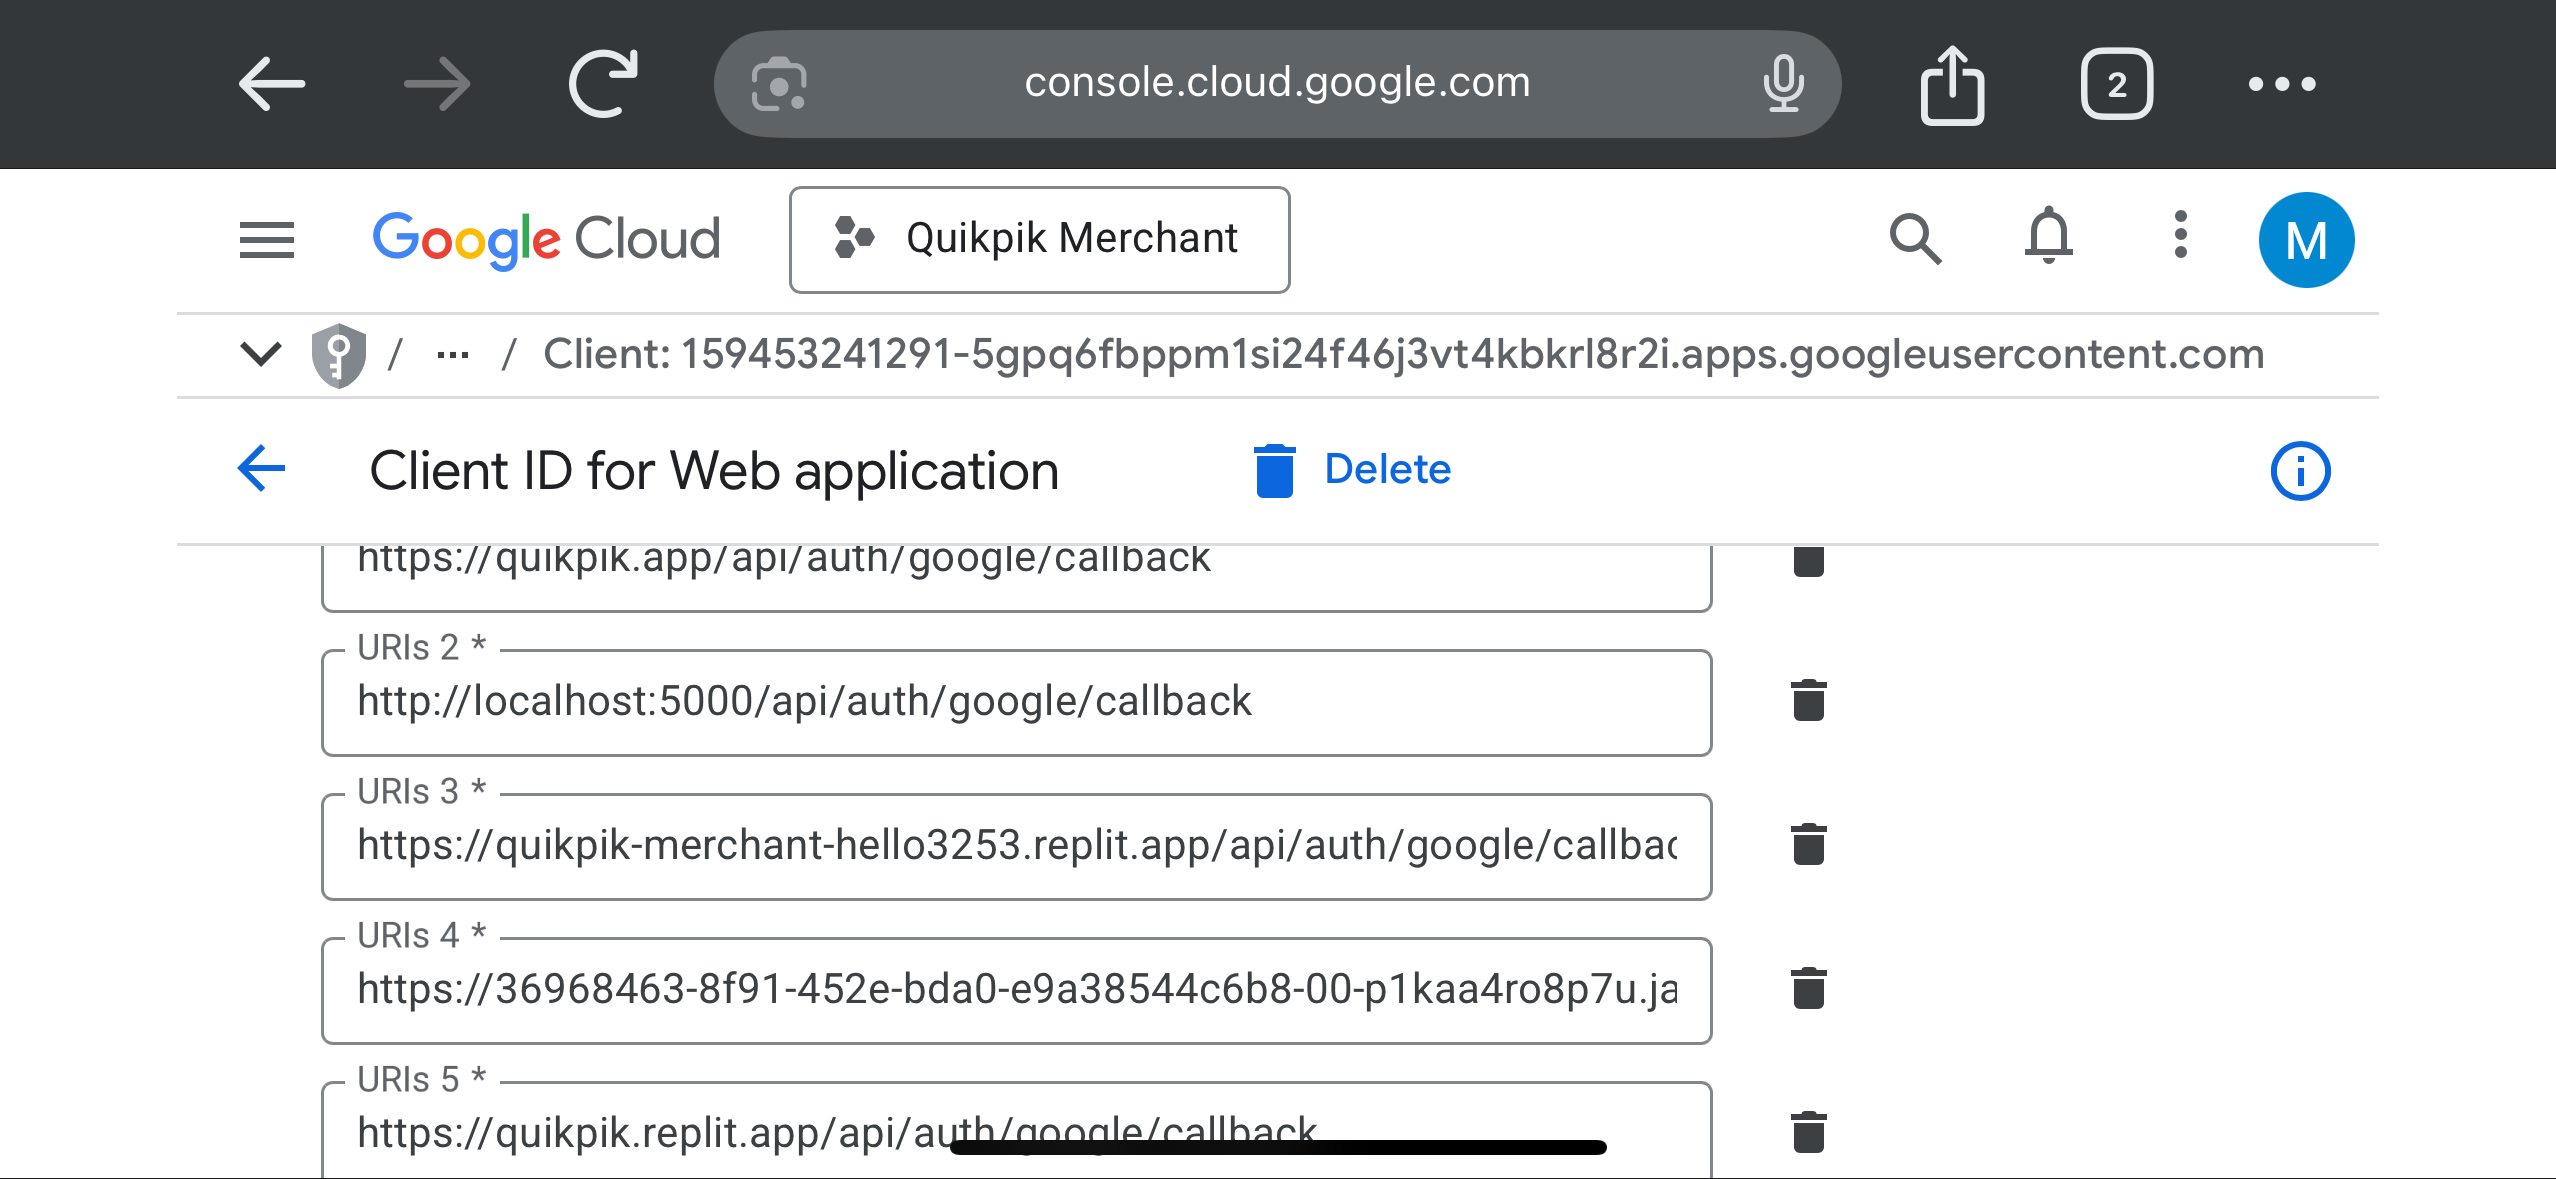 console.cloud.google.com
2
Google Cloud
Quikpik Merchant
M
/ ... / Client: 159453241291-5gpq6fbppm1si24f46j3vt4kbkrl8r2i.apps.googleusercontent.com
Client ID for Web application
Delete
https://quikpik.app/api/auth/google/callback
URIs 2 *
http://localhost:5000/api/auth/google/callback
URIs 3 *
https://quikpik-merchant-hello3253.replit.app/api/auth/google/callbac
URIs 4 *
https://36968463-8f91-452e-bda0-e9a38544c6b8-00-p1kaa4ro8p7u.ja
URIs 5 *
https://quikpik.replit.app/api/auth/google/callback